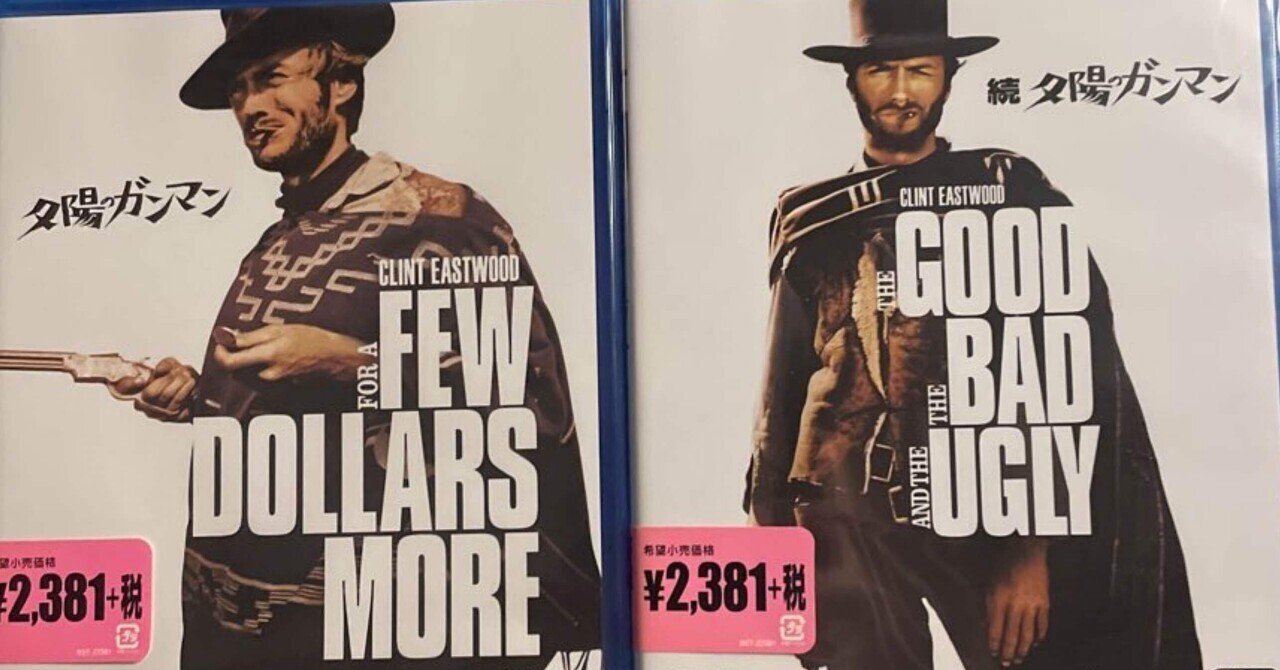 夕陽のガンマン
CLINT EASTWOOD
FOR A
FEW
DOLLARS
MORE
望小売価格
¥2,381+税
続 夕陽のガンマン
CLINT EASTWOOD
THE
GOOD
THE
BAD
AND THE
UGLY
希望小売価格
¥2,381+税